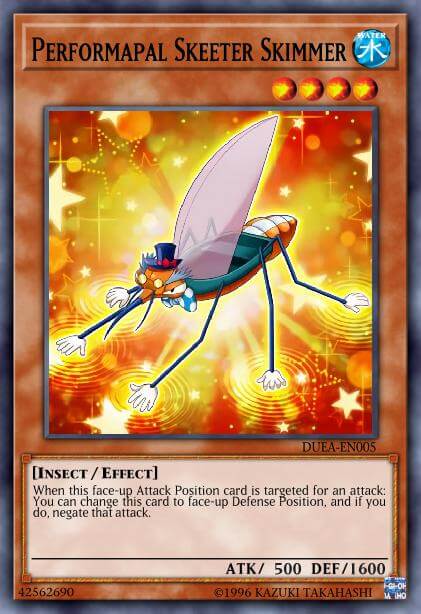 PERFORMAPAL SKEETER SKIMMER
WATER
水
DUEA-EN005
[INSECT / EFFECT]
When this face-up Attack Position card is targeted for an attack:
You can change this card to face-up Defense Position, and if you
do, negate that attack.
ATK/ 500 DEF/1600
42562690
©1996 KAZUKI TAKAHASHI